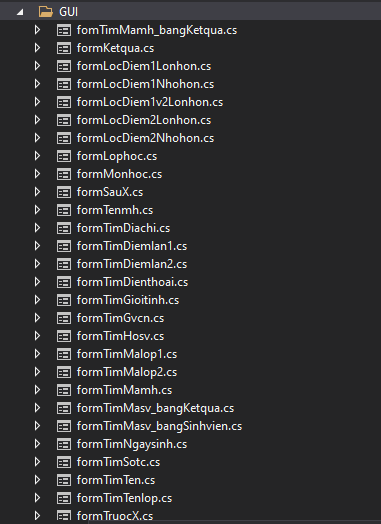 GUI
fomTimMamh_bangKetqua.cs
formKetqua.cs
formLocDiem1Lonhon.cs
formLocDiem1Nhohon.cs
formLocDiem1v2Lonhon.cs
formLocDiem2Lonhon.cs
formLocDiem2Nhohon.cs
formLophoc.cs
formMonhoc.cs
formSauX.cs
formTenmh.cs
formTimDiachi.cs
formTimDiemlan1.cs
formTimDiemlan2.cs
formTimDienthoai.cs
formTimGioitinh.cs
formTimGvcn.cs
formTimHosv.cs
formTimMalop1.cs
formTimMalop2.cs
formTimMamh.cs
formTimMasv_bangKetqua.cs
formTimMasv_bangSinhvien.cs
formTimNgaysinh.cs
formTimSotc.cs
formTimTen.cs
formTimTenlop.cs
formTruocX.cs